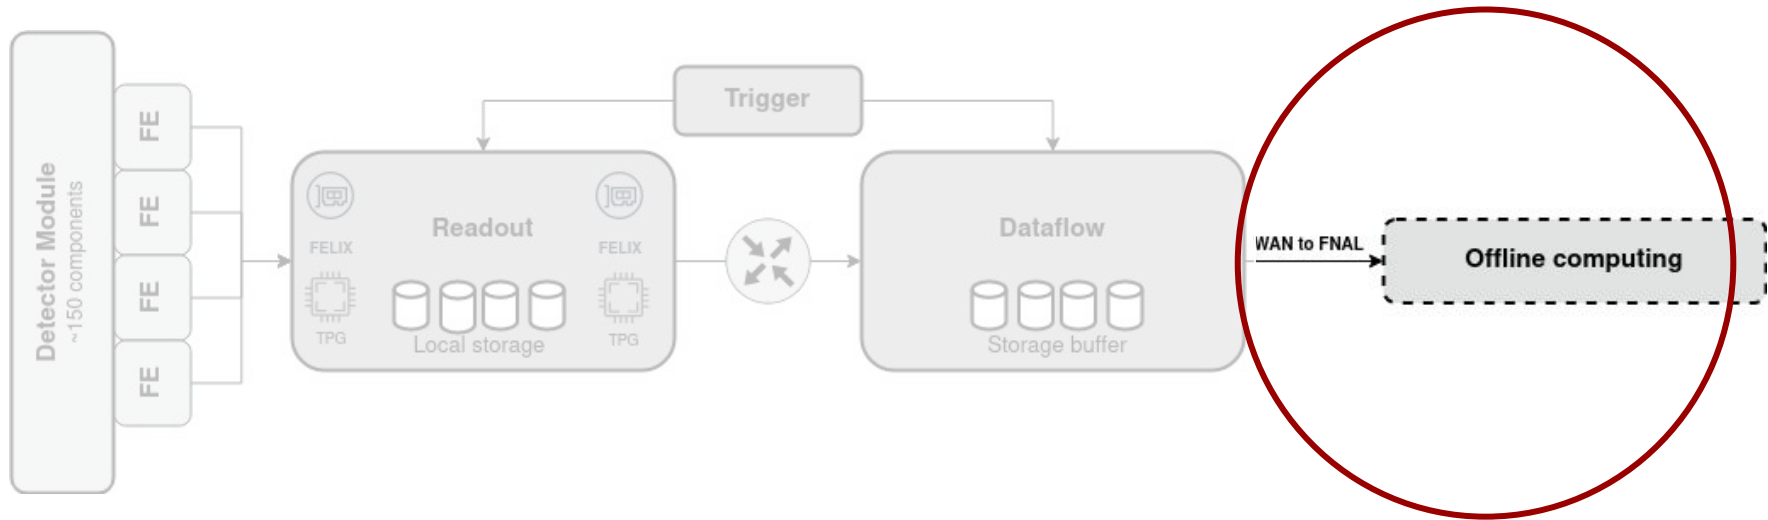 Detector Module
~150 components
FE
FE
FE
FE
Trigger
Readout
FELIX
FELIX
TPG
TPG
Local storage
Dataflow
Storage buffer
WAN to FNAL
Offline computing